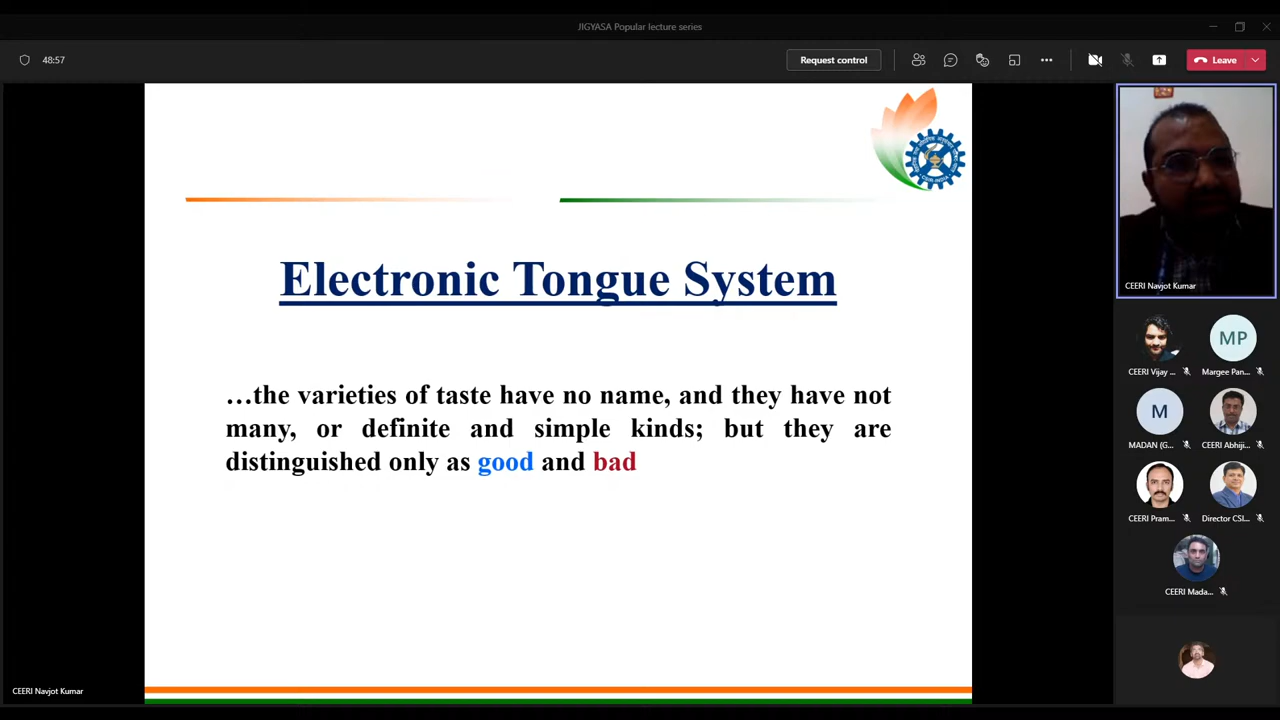 JIGYASA Popular lecture series
48:57
Request control
Leave
Electronic Tongue System
...the varieties of taste have no name, and they have not
many, or definite and simple kinds; but they are
distinguished only as good and bad
CEERI Navjot Kumar
CEERI Vijay ...
MP
Margee Pan...
M
MADAN (G...
CEERI Abhiji...
CEERI Pram...
Director CSI...
CEERI Mada...
CEERI Navjot Kumar